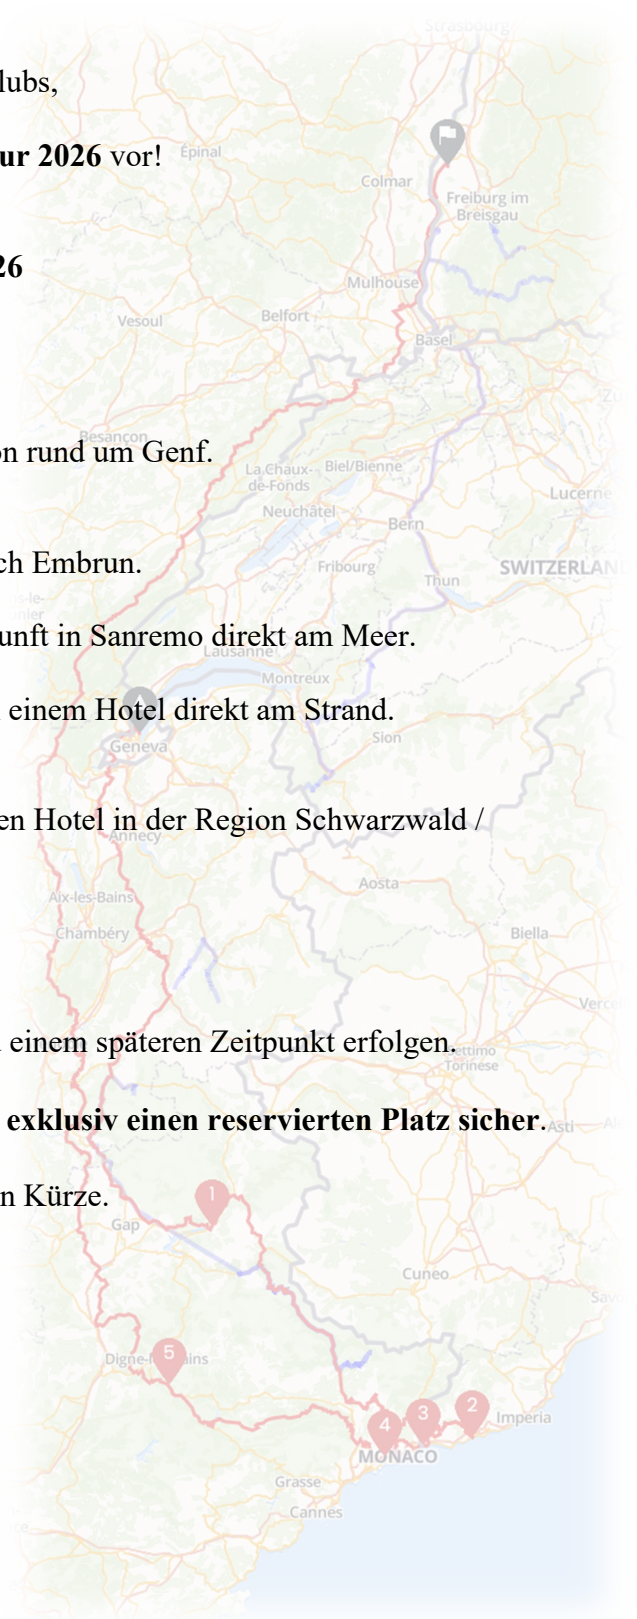 Strasbourg
lubs,
ur 2026 vor!
Épinal
Colmar
Freiburg im
Breisgau
26
Mulhouse
Belfort
Vesoul
Basel
Besançon
on rund um Genf.
La Chaux-
de-Fonds
Biel/Bienne
Lucerne
Neuchâtel
Bern
ch Embrun.
Fribourg
SWITZERLAND
Thun
unft in Sanremo direkt am Meer.
Lausanne
Montreux
einem Hotel direkt am Strand.
Sion
Geneva
en Hotel in der Region Schwarzwald /
Annecy
Aosta
Aix-les-Bains
Chambéry
Biella
einem späteren Zeitpunkt erfolgen.
Torinese
exklusiv einen reservierten Platz sicher.
Asti
n Kürze.
1
Gap
Cuneo
5
Imperia
2
3
4
MONACO
Grasse
Cannes